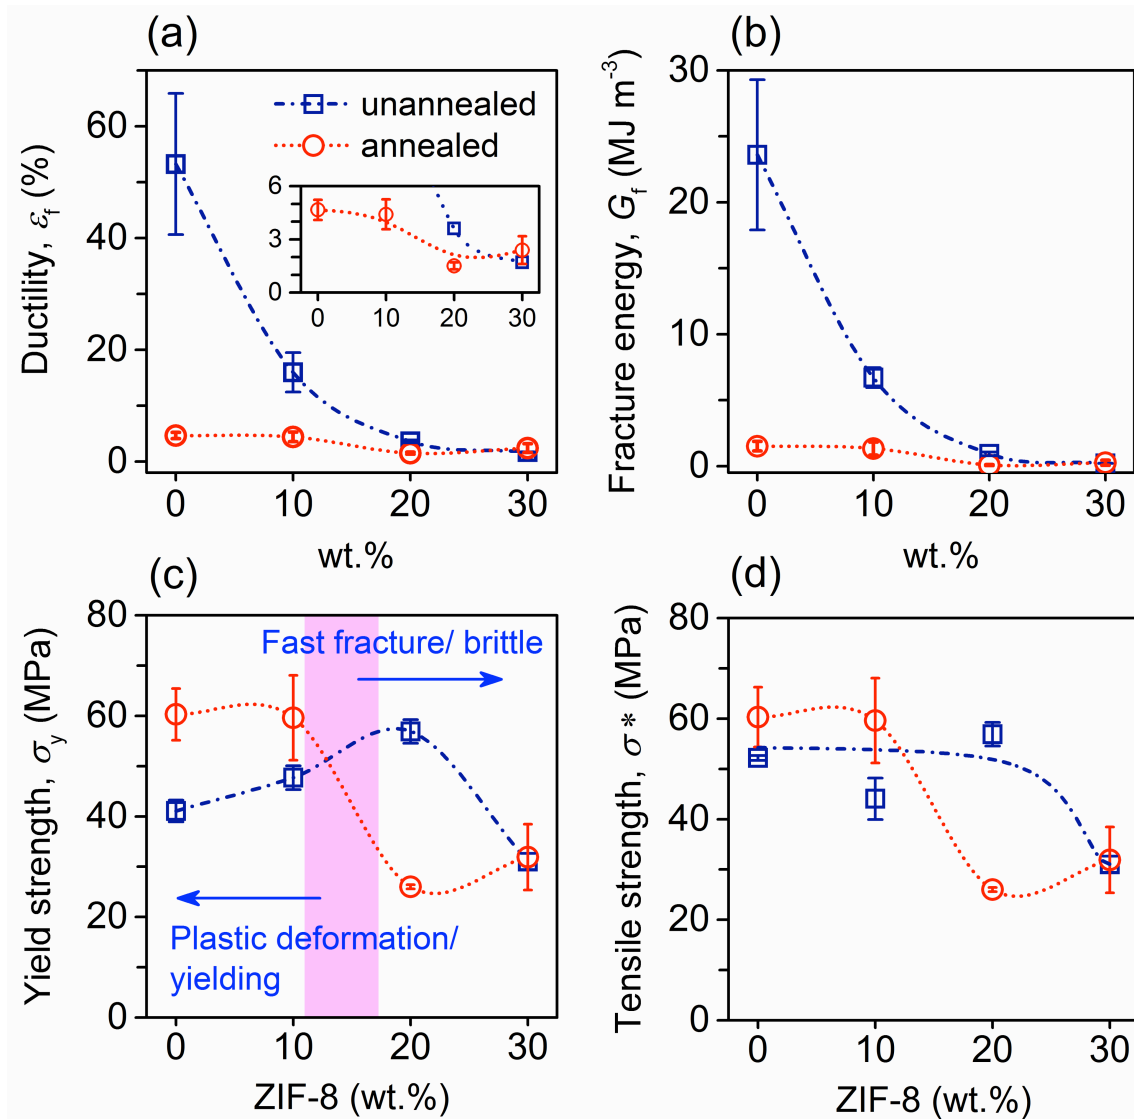 (a)
Ductility, εf (%)
60
40
20
0
unannealed
annealed
6
3
0
0 10 20 30
0 10 20 30
wt.%
(b)
Fracture energy, Gf (MJ m-3)
30
20
10
0
0 10 20 30
wt.%
(c)
Yield strength, σy (MPa)
80
60
40
20
0
Fast fracture/ brittle
Plastic deformation/
yielding
0 10 20 30
ZIF-8 (wt.%)
(d)
Tensile strength, σ* (MPa)
80
60
40
20
0
0 10 20 30
ZIF-8 (wt.%)